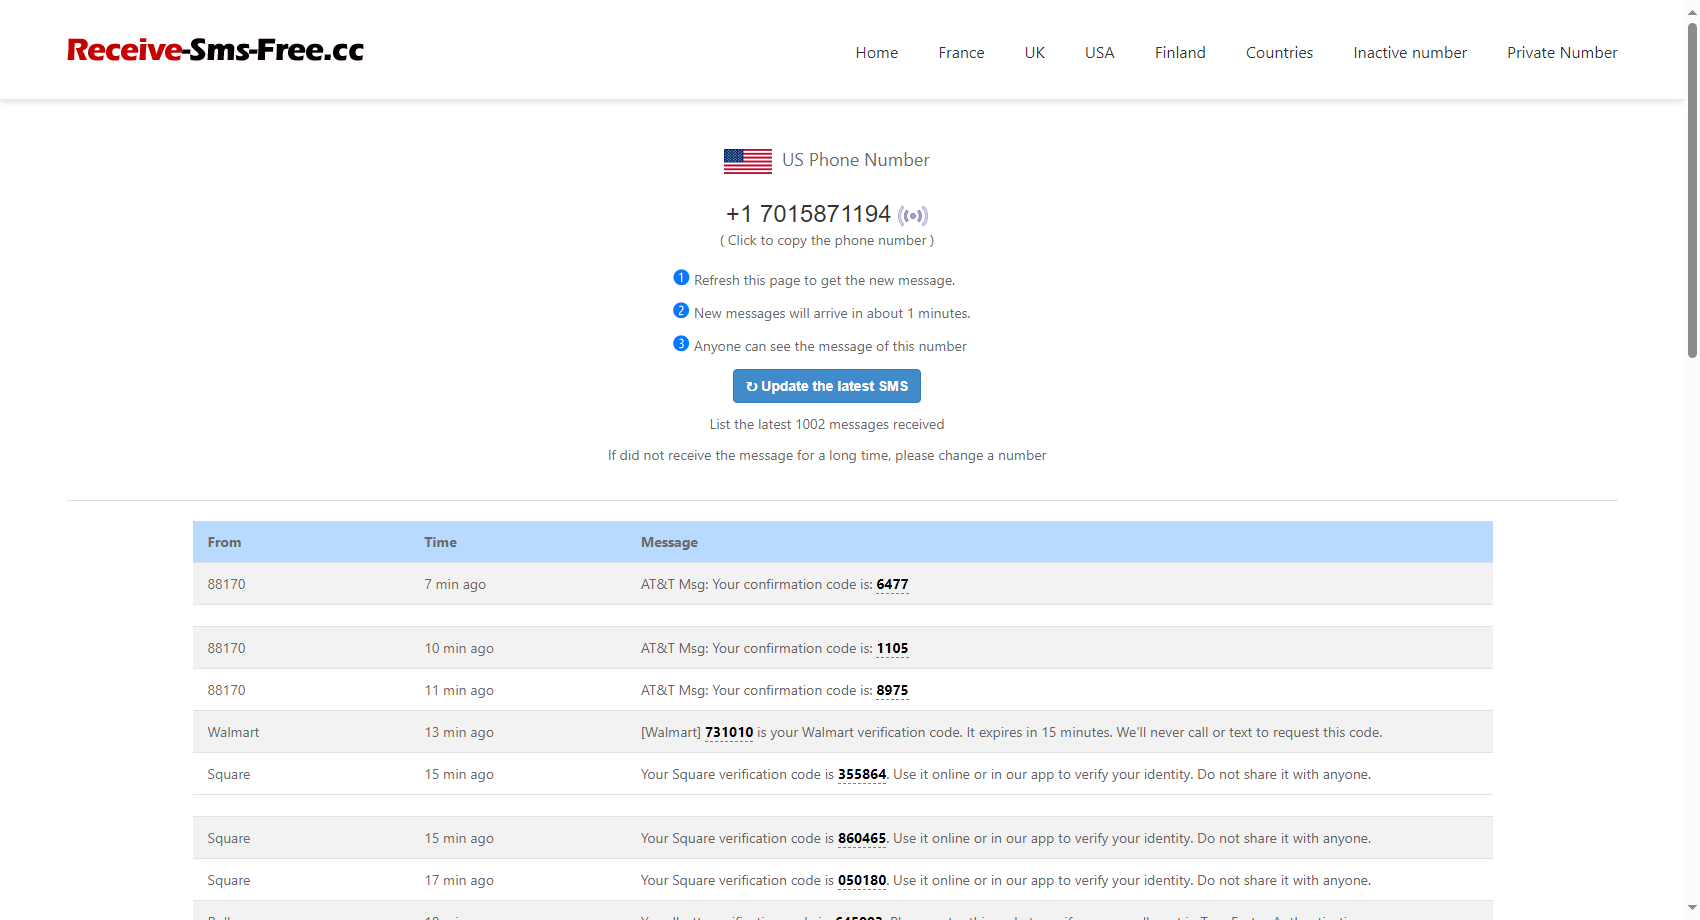 Receive-Sms-Free.cc
Home France UK USA Finland Countries Inactive number Private Number
US Phone Number
+1 7015871194
( Click to copy the phone number )
1 Refresh this page to get the new message.
2 New messages will arrive in about 1 minutes.
3 Anyone can see the message of this number
↻ Update the latest SMS
List the latest 1002 messages received
If did not receive the message for a long time, please change a number
From Time Message
88170 7 min ago AT&T Msg: Your confirmation code is: 6477
88170 10 min ago AT&T Msg: Your confirmation code is: 1105
88170 11 min ago AT&T Msg: Your confirmation code is: 8975
Walmart 13 min ago [Walmart] 731010 is your Walmart verification code. It expires in 15 minutes. We'll never call or text to request this code.
Square 15 min ago Your Square verification code is 355864. Use it online or in our app to verify your identity. Do not share it with anyone.
Square 15 min ago Your Square verification code is 860465. Use it online or in our app to verify your identity. Do not share it with anyone.
Square 17 min ago Your Square verification code is 050180. Use it online or in our app to verify your identity. Do not share it with anyone.